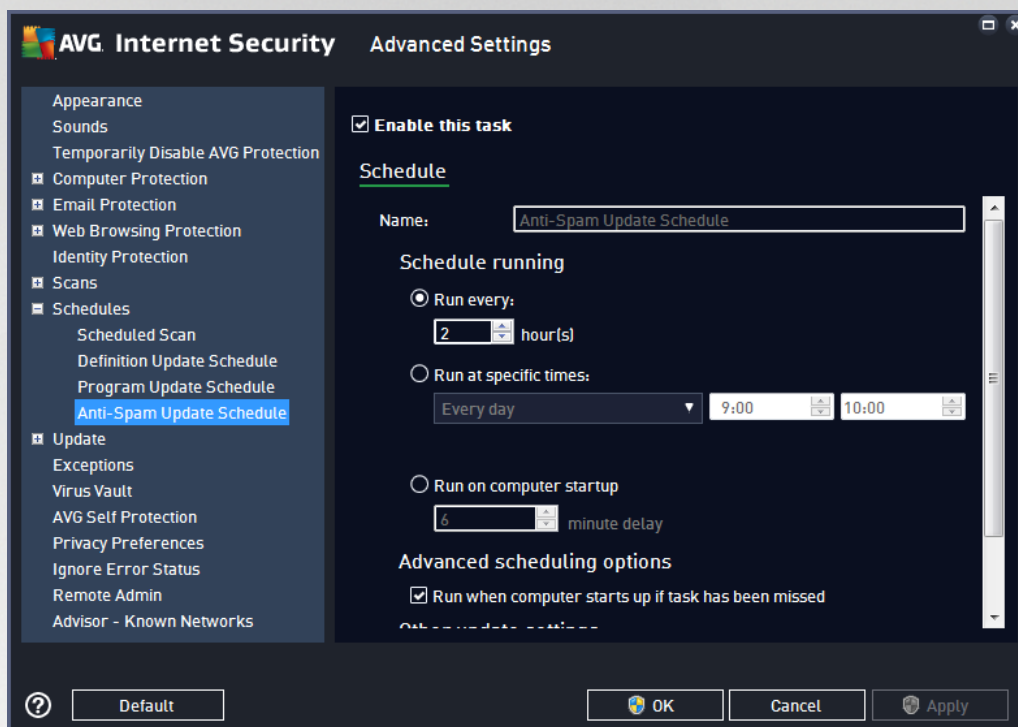 AVG. Internet Security
Advanced Settings
Appearance
Sounds
Temporarily Disable AVG Protection
Computer Protection
Email Protection
Web Browsing Protection
Identity Protection
Scans
Schedules
Scheduled Scan
Definition Update Schedule
Program Update Schedule
Anti-Spam Update Schedule
Update
Exceptions
Virus Vault
AVG Self Protection
Privacy Preferences
Ignore Error Status
Remote Admin
Advisor - Known Networks
Enable this task
Schedule
Name: Anti-Spam Update Schedule
Schedule running
Run every:
2 hour(s)
Run at specific times:
Every day 9:00 10:00
Run on computer startup
6 minute delay
Advanced scheduling options
Run when computer starts up if task has been missed
Other update settings
? Default OK Cancel Apply